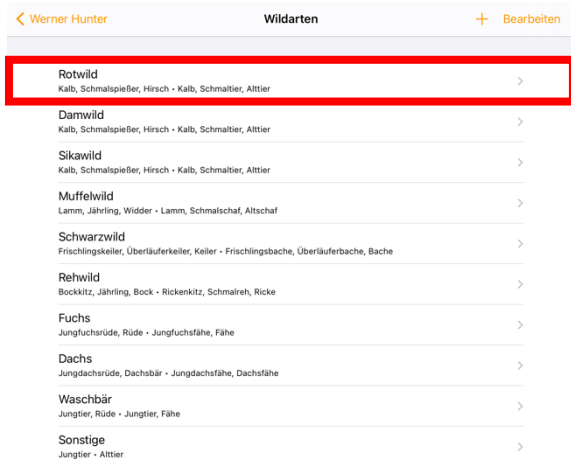 Werner Hunter
Wildarten
+ Bearbeiten
Rotwild
Kalb, Schmalspießer, Hirsch • Kalb, Schmaltier, Alttier
Damwild
Kalb, Schmalspießer, Hirsch • Kalb, Schmaltier, Alttier
Sikawild
Kalb, Schmalspießer, Hirsch • Kalb, Schmaltier, Alttier
Muffelwild
Lamm, Jährling, Widder • Lamm, Schmalschaf, Altschaf
Schwarzwild
Frischlingskeiler, Überläuferkeiler, Keiler • Frischlingsbache, Überläuferbache, Bache
Rehwild
Bockkitz, Jährling, Bock • Rickenkitz, Schmalreh, Ricke
Fuchs
Jungfuchsrüde, Rüde • Jungfuchsfähe, Fähe
Dachs
Jungdachsrüde, Dachsbär • Jungdachsfähe, Dachsfähe
Waschbär
Jungtier, Rüde • Jungtier, Fähe
Sonstige
Jungtier • Alttier